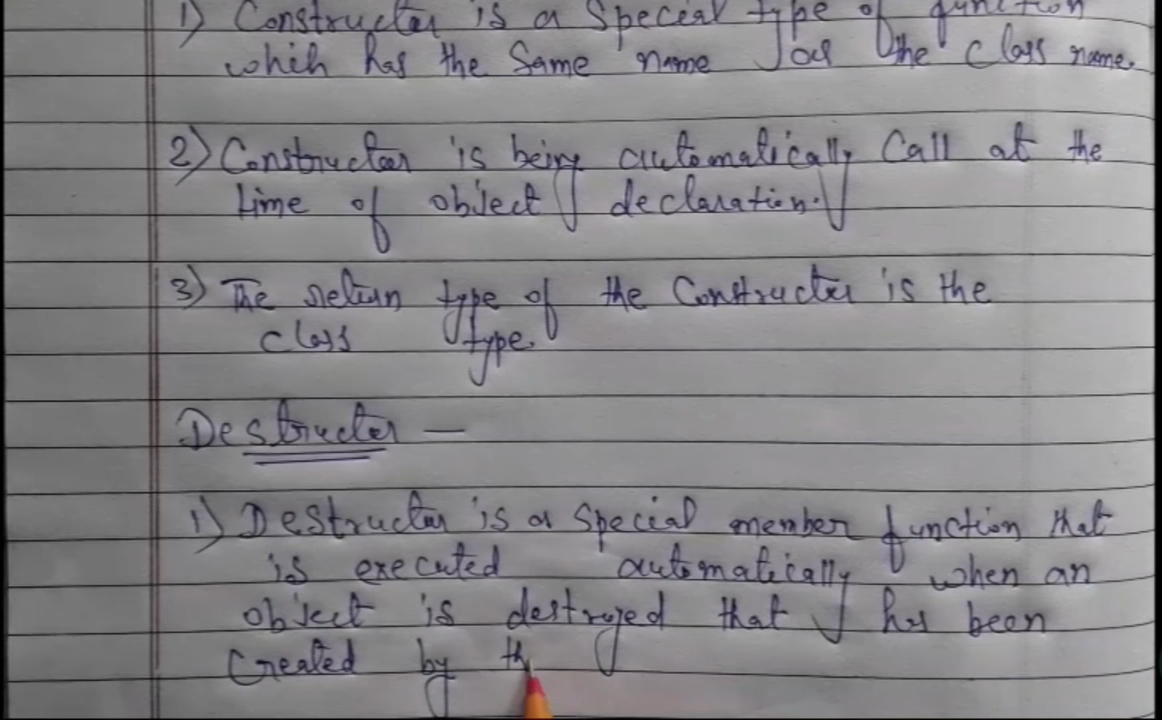 1) Constructor is a Special type of function
which has the Same name as the Class name.
2) Constructor is being automatically Call at the
time of object declaration.
3) The return type of the Constructor is the
class type.
Destructor —
1) Destructor is a Special member function that
is executed automatically when an
object is destroyed that has been
Created by th